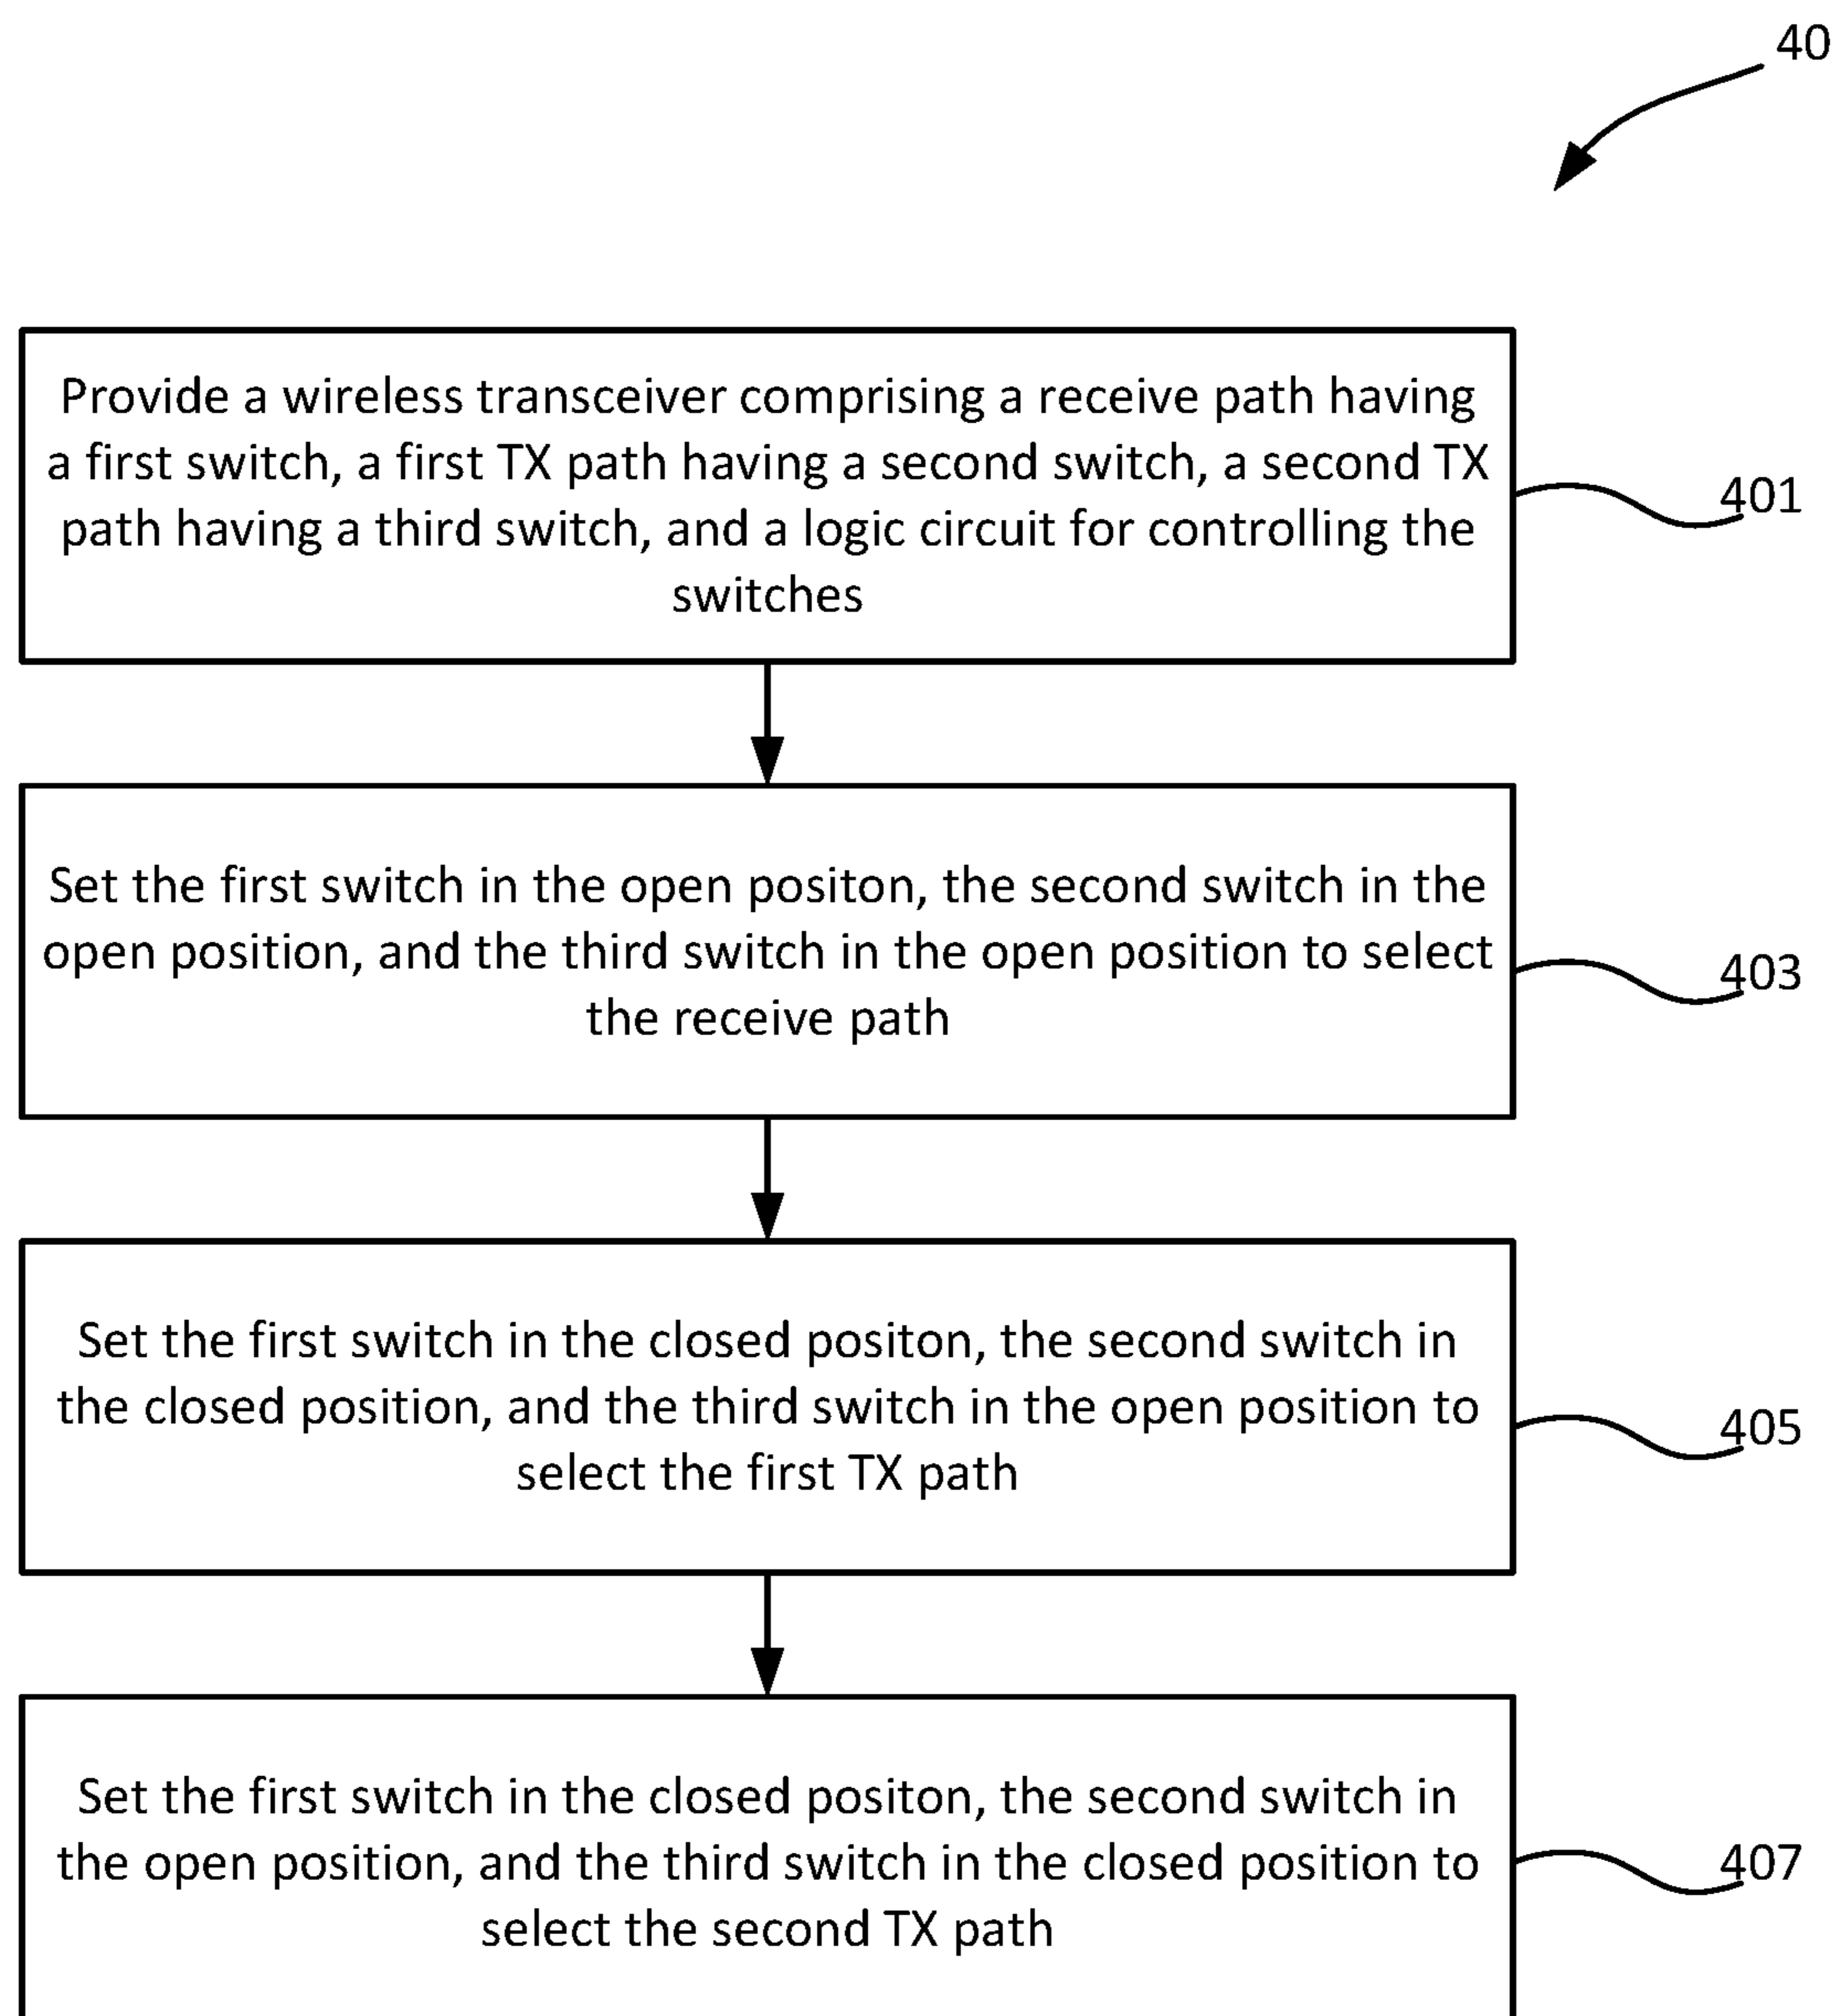 40
Provide a wireless transceiver comprising a receive path having
a first switch, a first TX path having a second switch, a second TX
path having a third switch, and a logic circuit for controlling the
switches
401
Set the first switch in the open positon, the second switch in the
open position, and the third switch in the open position to select
the receive path
403
Set the first switch in the closed positon, the second switch in
the closed position, and the third switch in the open position to
select the first TX path
405
Set the first switch in the closed positon, the second switch in
the open position, and the third switch in the closed position to
select the second TX path
407